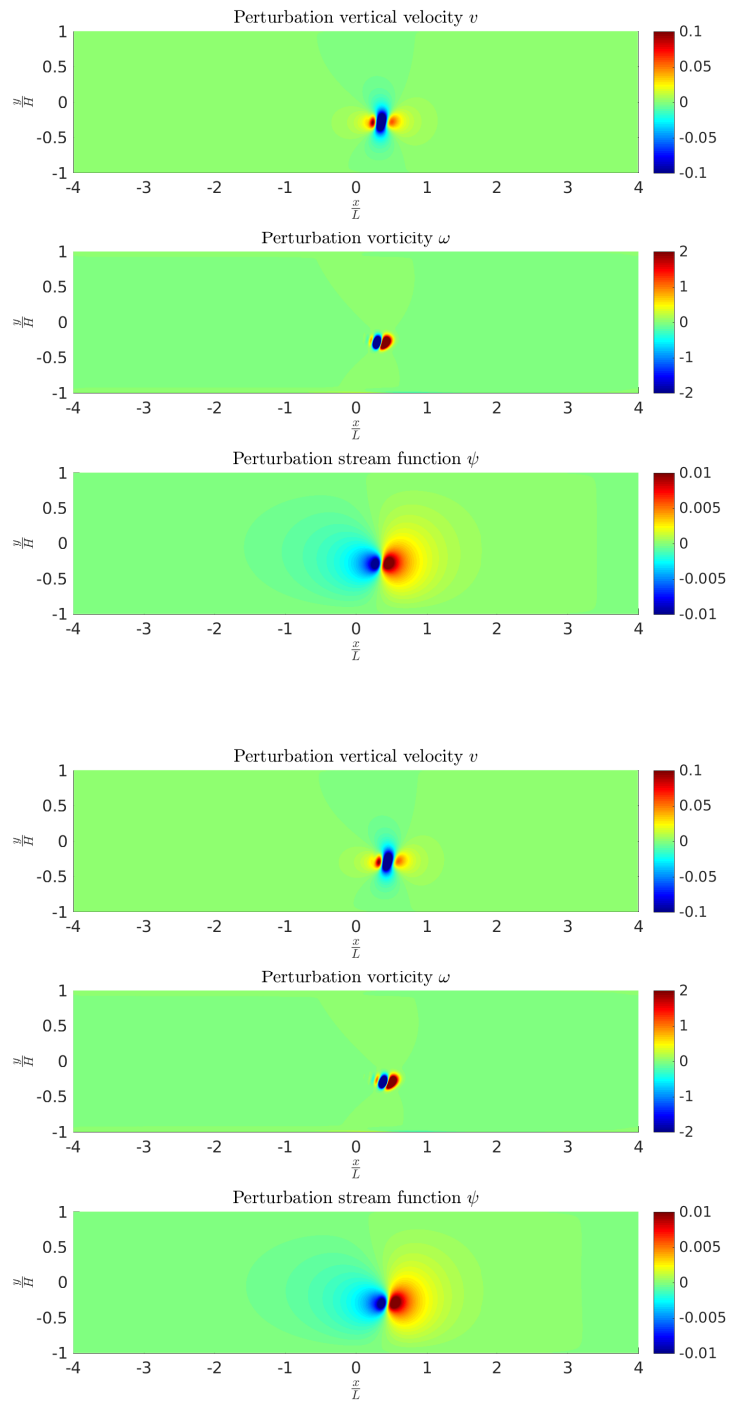 Perturbation vertical velocity v
1
0.5
0
-0.5
-1
y/H
-4 -3 -2 -1 0 1 2 3 4
x/L
0.1
0.05
0
-0.05
-0.1
Perturbation vorticity ω
1
0.5
0
-0.5
-1
y/H
-4 -3 -2 -1 0 1 2 3 4
x/L
2
1
0
-1
-2
Perturbation stream function ψ
1
0.5
0
-0.5
-1
y/H
-4 -3 -2 -1 0 1 2 3 4
x/L
0.01
0.005
0
-0.005
-0.01
Perturbation vertical velocity v
1
0.5
0
-0.5
-1
y/H
-4 -3 -2 -1 0 1 2 3 4
x/L
0.1
0.05
0
-0.05
-0.1
Perturbation vorticity ω
1
0.5
0
-0.5
-1
y/H
-4 -3 -2 -1 0 1 2 3 4
x/L
2
1
0
-1
-2
Perturbation stream function ψ
1
0.5
0
-0.5
-1
y/H
-4 -3 -2 -1 0 1 2 3 4
x/L
0.01
0.005
0
-0.005
-0.01